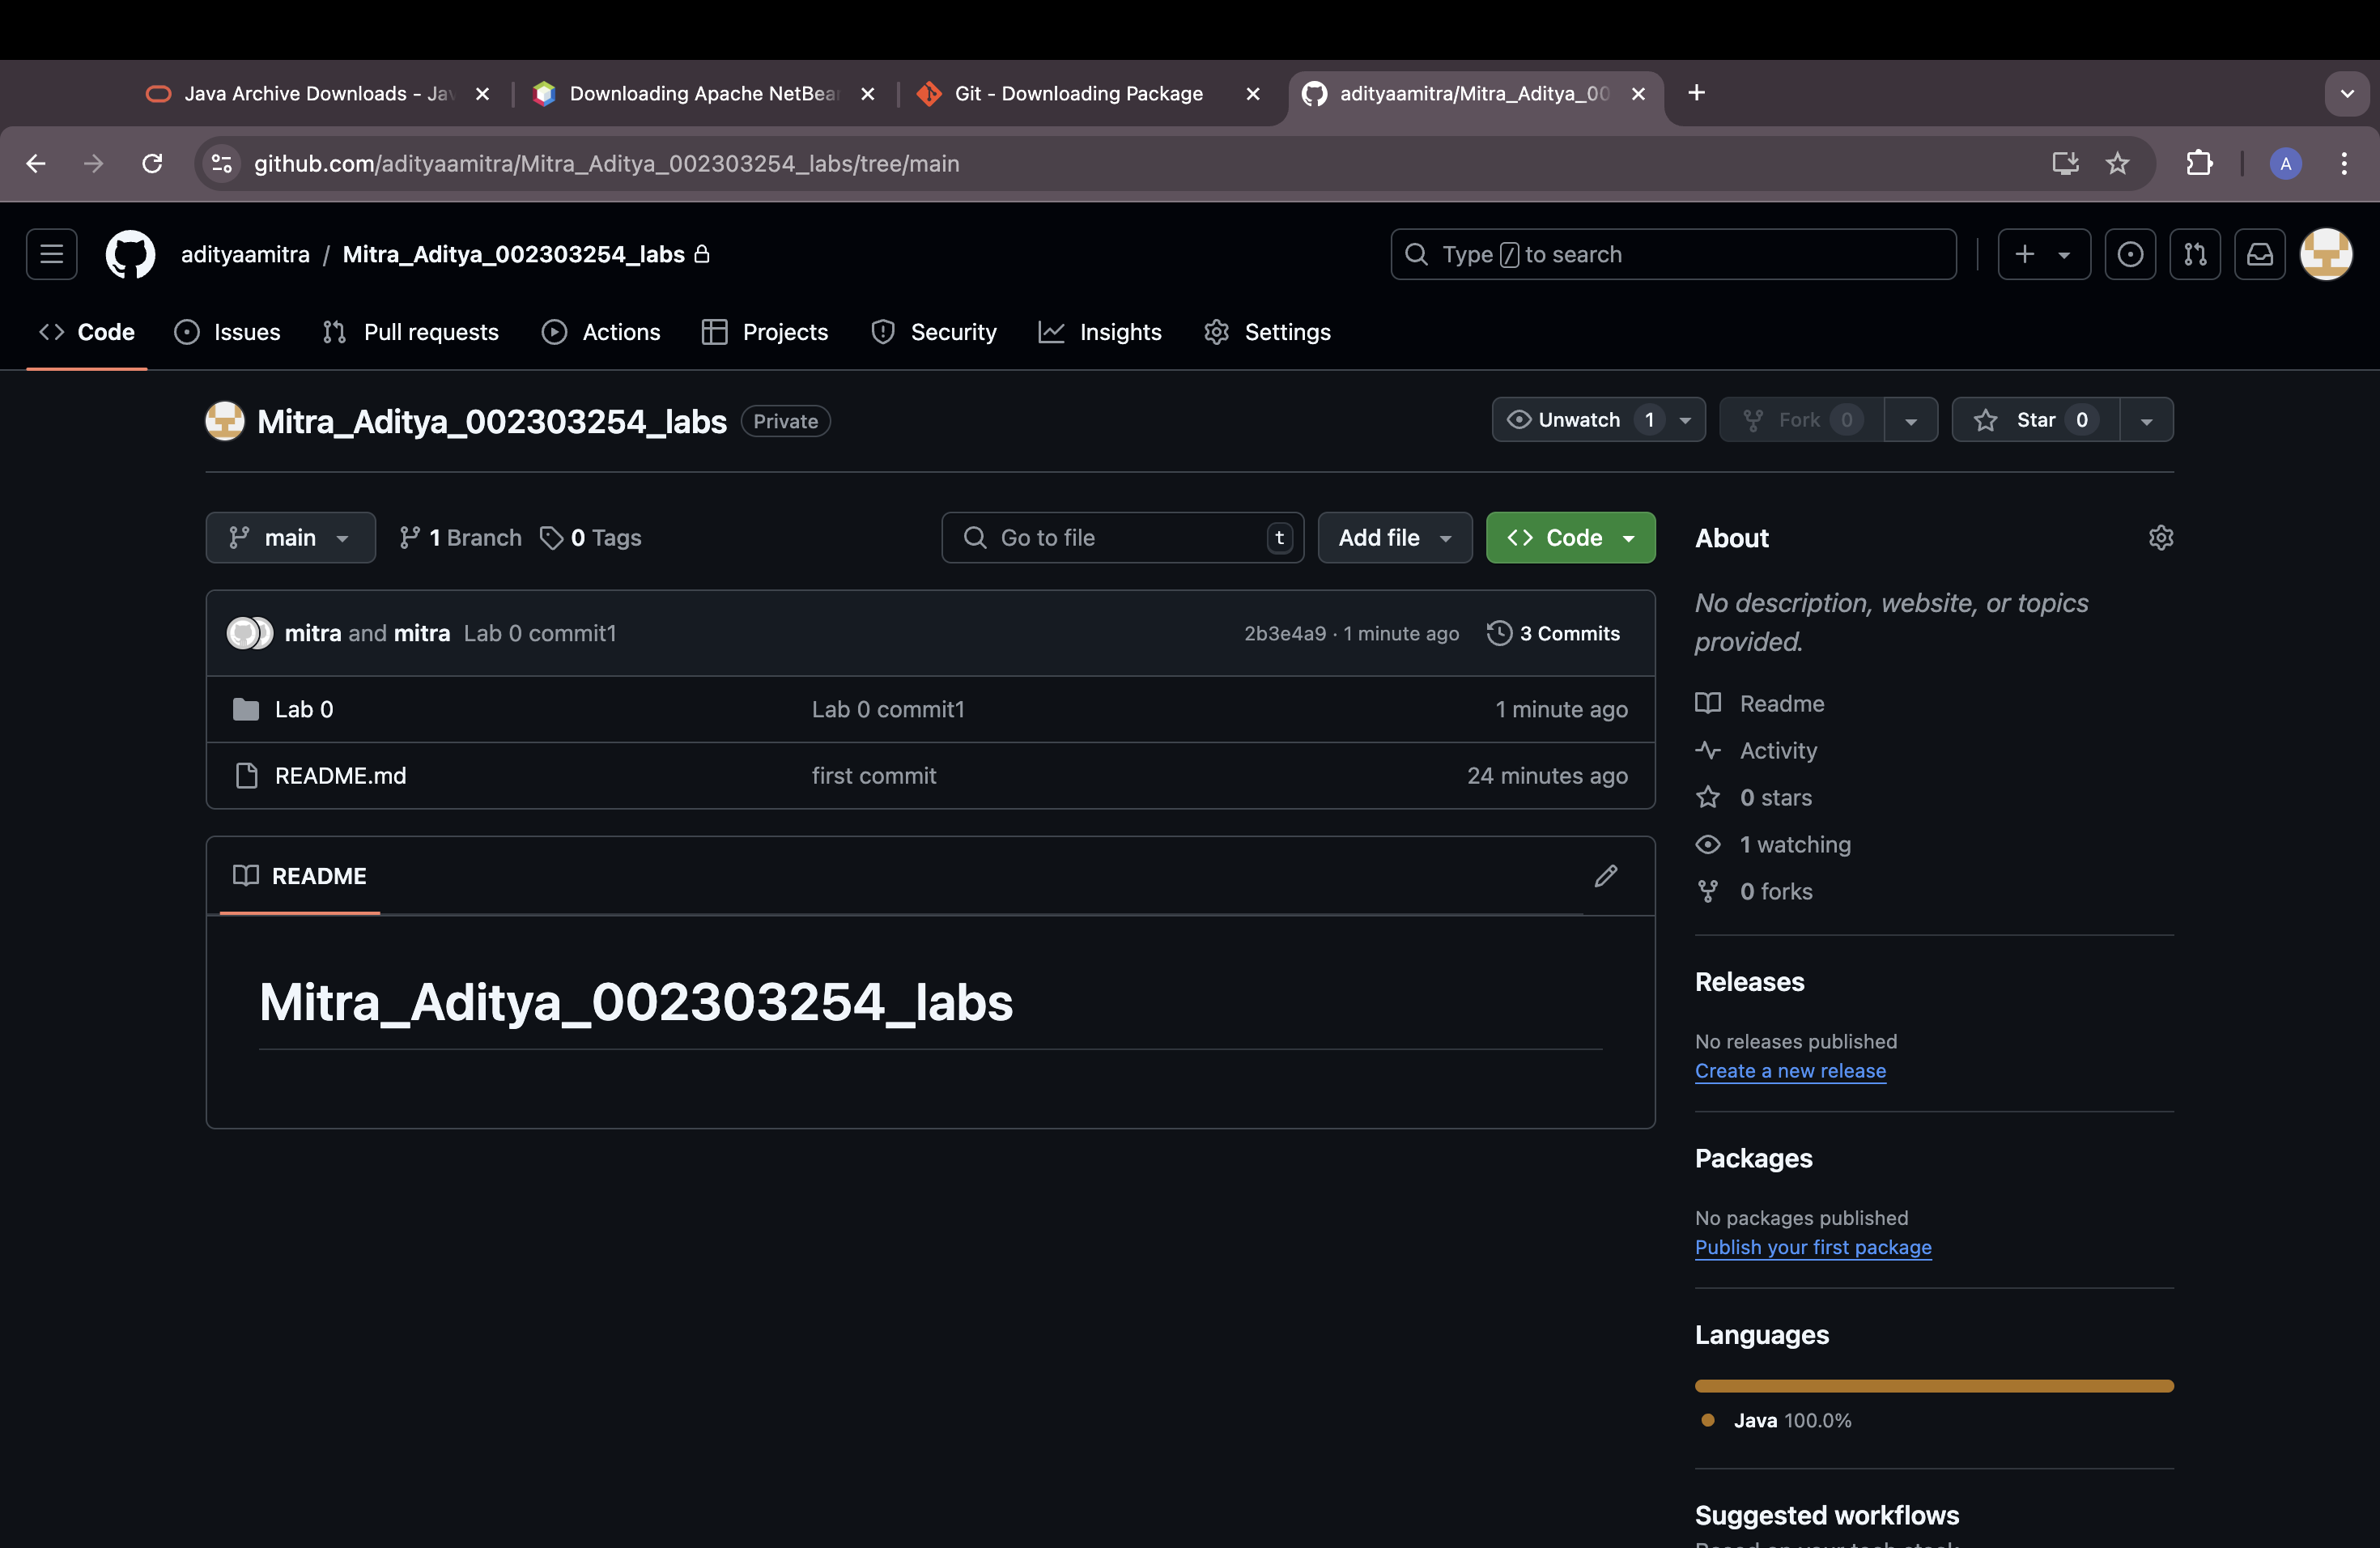 Java Archive Downloads - Jav
Downloading Apache NetBean
Git - Downloading Package
adityaamitra/Mitra_Aditya_00
github.com/adityaamitra/Mitra_Aditya_002303254_labs/tree/main
A
adityaamitra / Mitra_Aditya_002303254_labs
Type / to search
Code Issues Pull requests Actions Projects Security Insights Settings
Mitra_Aditya_002303254_labs Private
Unwatch 1 Fork 0 Star 0
main 1 Branch 0 Tags
Go to file t Add file Code
mitra and mitra Lab 0 commit1 2b3e4a9 · 1 minute ago 3 Commits
Lab 0 Lab 0 commit1 1 minute ago
README.md first commit 24 minutes ago
README
Mitra_Aditya_002303254_labs
About
No description, website, or topics
provided.
Readme
Activity
0 stars
1 watching
0 forks
Releases
No releases published
Create a new release
Packages
No packages published
Publish your first package
Languages
Java 100.0%
Suggested workflows
Based on your tech stack